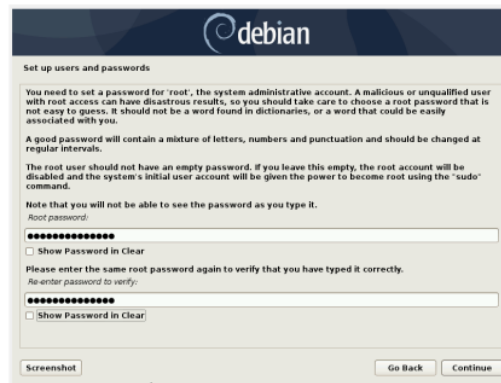 debian
Set up users and passwords
You need to set a password for 'root', the system administrative account. A malicious or unqualified user
with root access can have disastrous results, so you should take care to choose a root password that is
not easy to guess. It should not be a word found in dictionaries, or a word that could be easily
associated with you.
A good password will contain a mixture of letters, numbers and punctuation and should be changed at
regular intervals.
The root user should not have an empty password. If you leave this empty, the root account will be
disabled and the system's initial user account will be given the power to become root using the "sudo"
command.
Note that you will not be able to see the password as you type it.
Root password:
●●●●●●●●●●●●●●
Show Password in Clear
Please enter the same root password again to verify that you have typed it correctly.
Re-enter password to verify:
●●●●●●●●●●●●●●
Show Password in Clear
Screenshot Go Back Continue